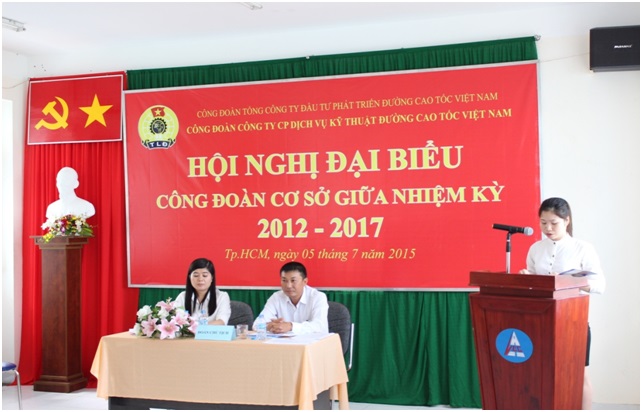 CÔNG ĐOÀN TỔNG CÔNG TY ĐẦU TƯ PHÁT TRIỂN ĐƯỜNG CAO TỐC VIỆT NAM
CÔNG ĐOÀN CÔNG TY CP DỊCH VỤ KỸ THUẬT ĐƯỜNG CAO TỐC VIỆT NAM
TLĐ
HỘI NGHỊ ĐẠI BIỂU
CÔNG ĐOÀN CƠ SỞ GIỮA NHIỆM KỲ
2012 - 2017
Tp.HCM, ngày 05 tháng 7 năm 2015